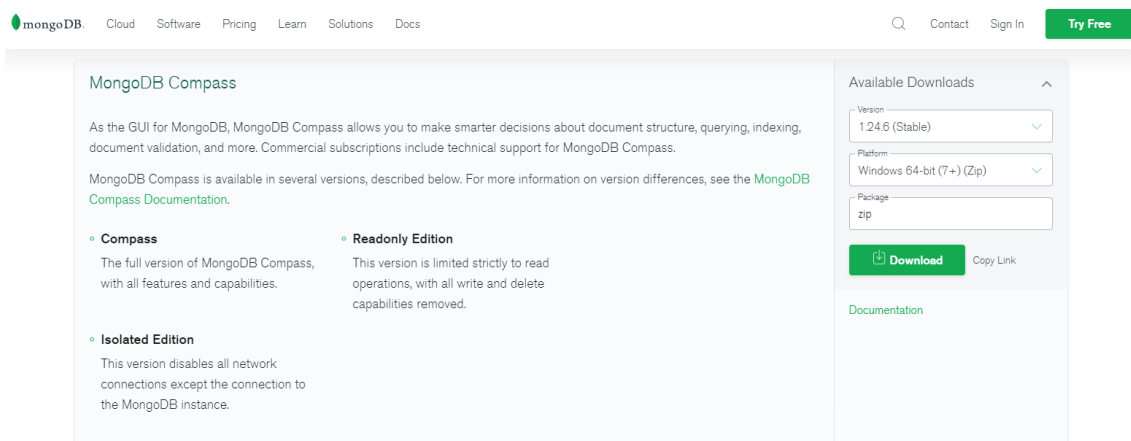 mongoDB. Cloud Software Pricing Learn Solutions Docs Contact Sign In Try Free
MongoDB Compass
As the GUI for MongoDB, MongoDB Compass allows you to make smarter decisions about document structure, querying, indexing,
document validation, and more. Commercial subscriptions include technical support for MongoDB Compass.
MongoDB Compass is available in several versions, described below. For more information on version differences, see the MongoDB
Compass Documentation.
Compass
The full version of MongoDB Compass,
with all features and capabilities.
Readonly Edition
This version is limited strictly to read
operations, with all write and delete
capabilities removed.
Isolated Edition
This version disables all network
connections except the connection to
the MongoDB instance.
Available Downloads
Version
1.24.6 (Stable)
Platform
Windows 64-bit (7+) (Zip)
Package
zip
Download Copy Link
Documentation